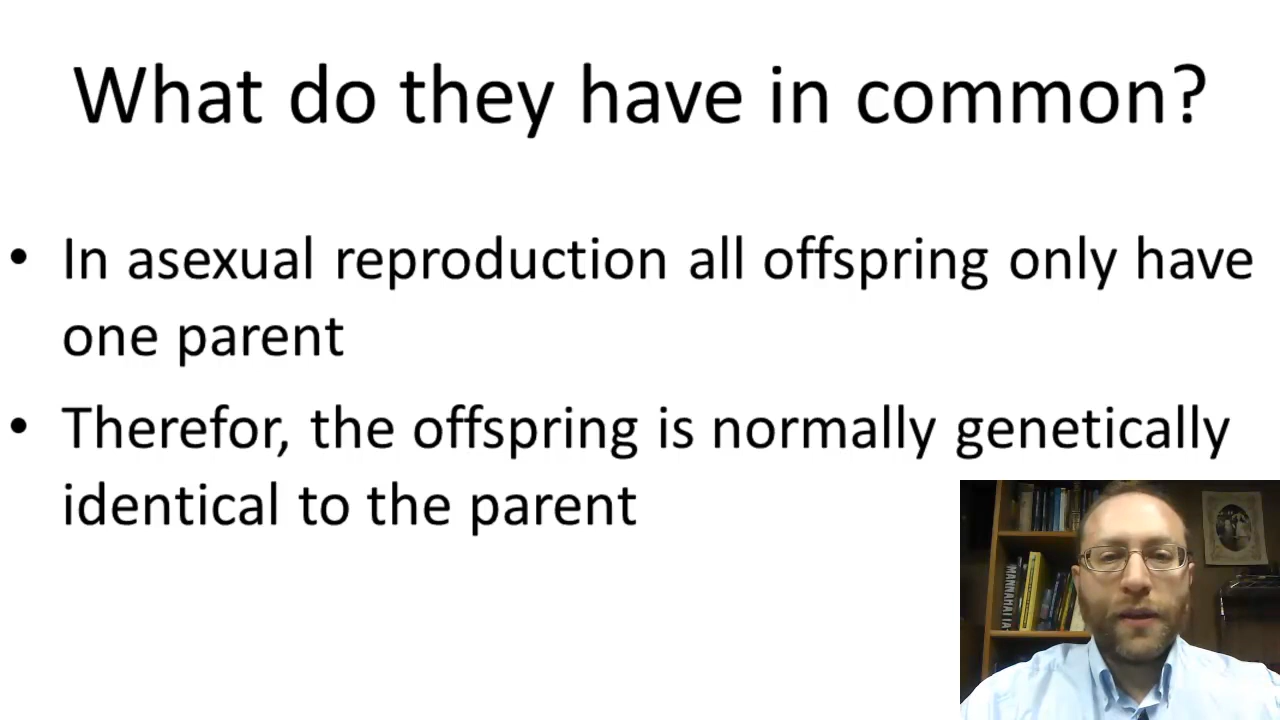 What do they have in common?
• In asexual reproduction all offspring only have
one parent
• Therefor, the offspring is normally genetically
identical to the parent
MANNAHATTA